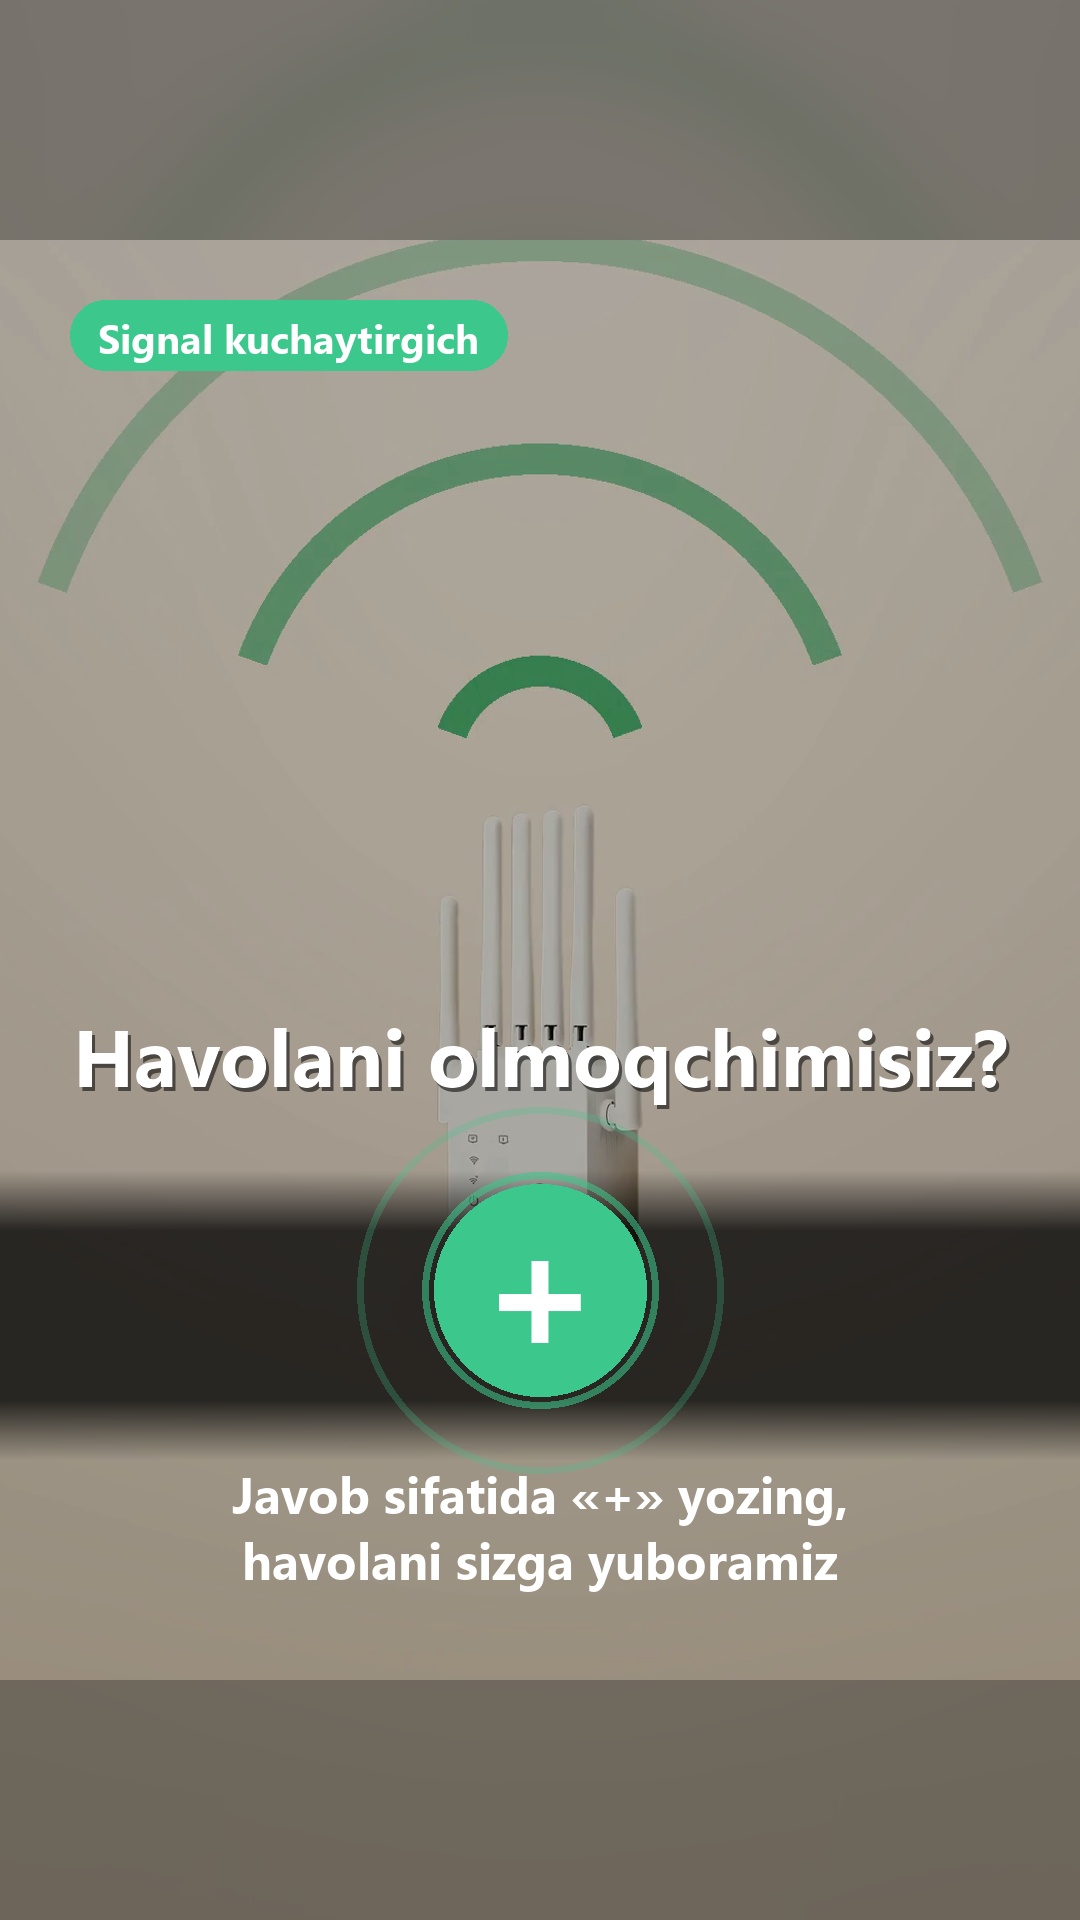 Signal kuchaytirgich
Havolani olmoqchimisiz?
+
Javob sifatida «+» yozing,
havolani sizga yuboramiz